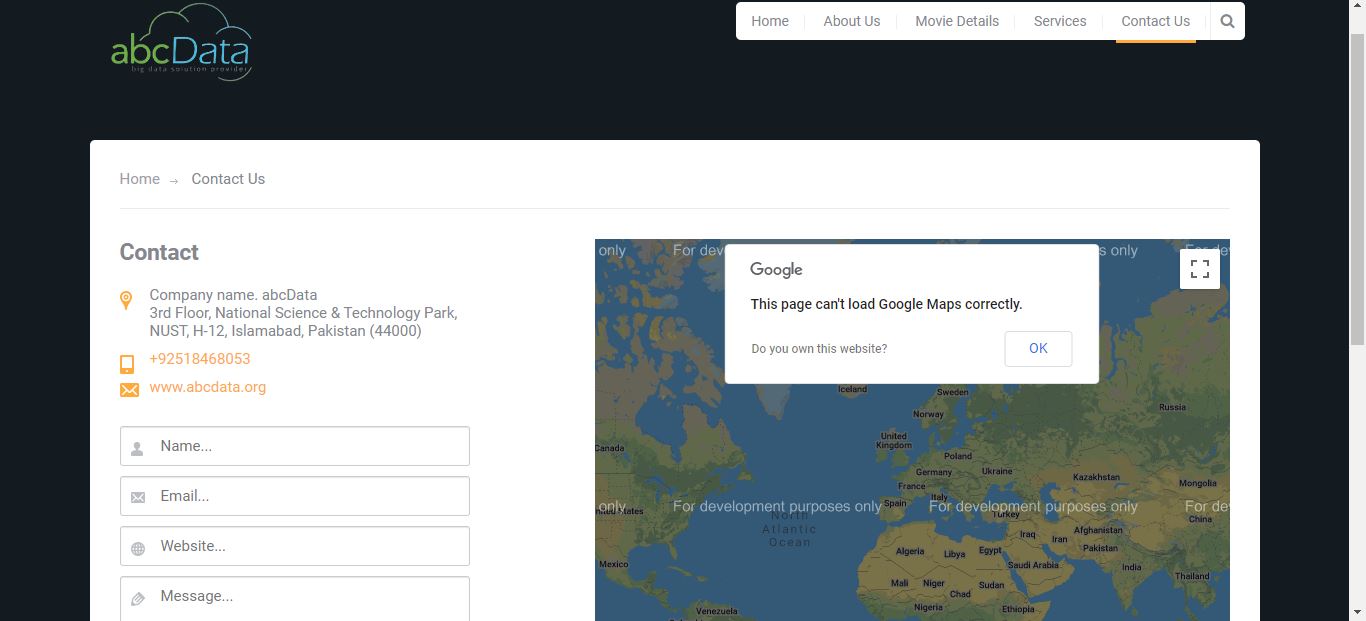 abcData
big data solution provider
Home
About Us
Movie Details
Services
Contact Us
Home → Contact Us
Contact
Company name. abcData
3rd Floor, National Science & Technology Park,
NUST, H-12, Islamabad, Pakistan (44000)
+92518468053
www.abcdata.org
Name...
Email...
Website...
Message...
only
For dev
s only
For dev
Google
This page can't load Google Maps correctly.
Do you own this website?
OK
Iceland
Sweden
Norway
Russia
United
Kingdom
Canada
Poland
Germany
Ukraine
France
Kazakhstan
Mongolia
Italy
Spain
only
For development purposes only
For development purposes only
For de
United States
North
Atlantic
Ocean
Turkey
China
Iraq
Iran
Afghanistan
Pakistan
Algeria
Libya
Egypt
Saudi Arabia
India
Mexico
Thailand
Mali
Niger
Sudan
Chad
Nigeria
Ethiopia
Venezuela